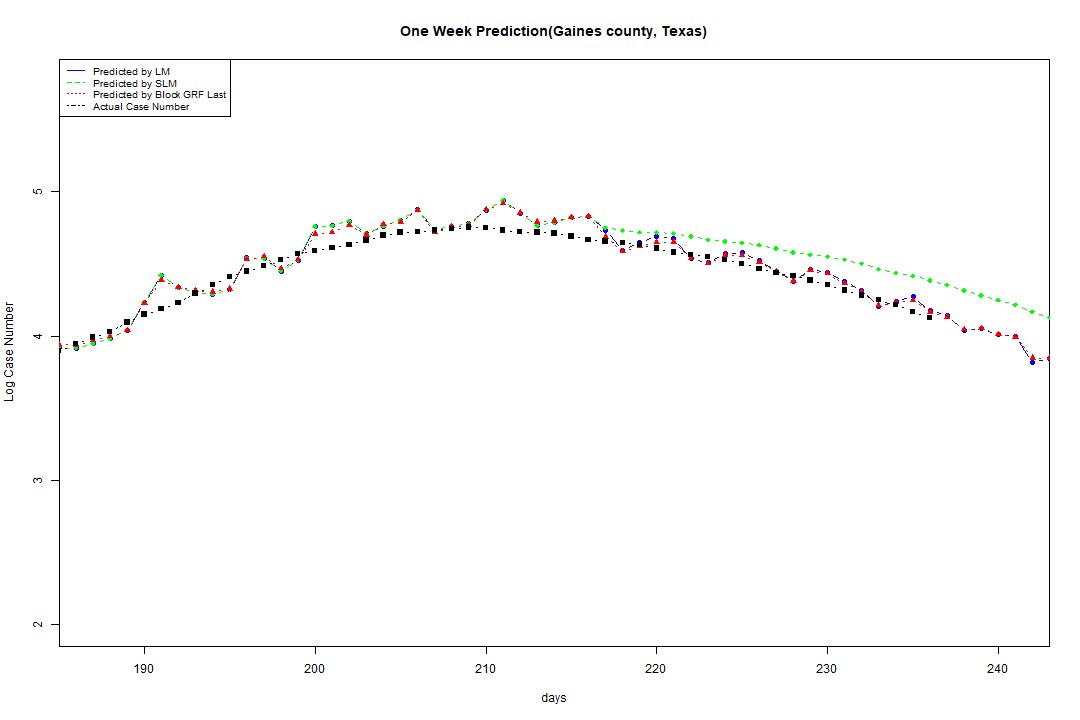 One Week Prediction(Gaines county, Texas)
Predicted by LM
Predicted by SLM
Predicted by Block GRF Last
Actual Case Number
5
4
3
2
Log Case Number
190 200 210 220 230 240
days